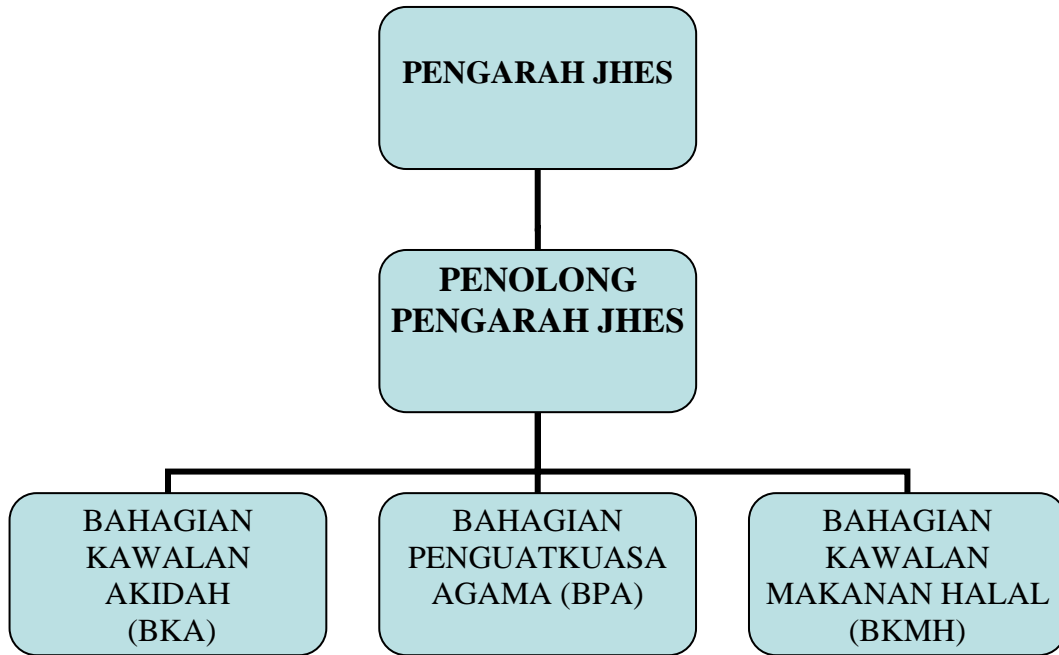 PENGARAH JHES
PENOLONG
PENGARAH JHES
BAHAGIAN
KAWALAN
AKIDAH
(BKA)
BAHAGIAN
PENGUATKUASA
AGAMA (BPA)
BAHAGIAN
KAWALAN
MAKANAN HALAL
(BKMH)